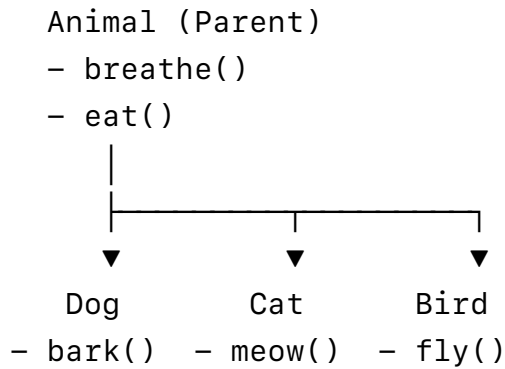 Animal (Parent)
– breathe()
– eat()
Dog Cat Bird
– bark() – meow() – fly()